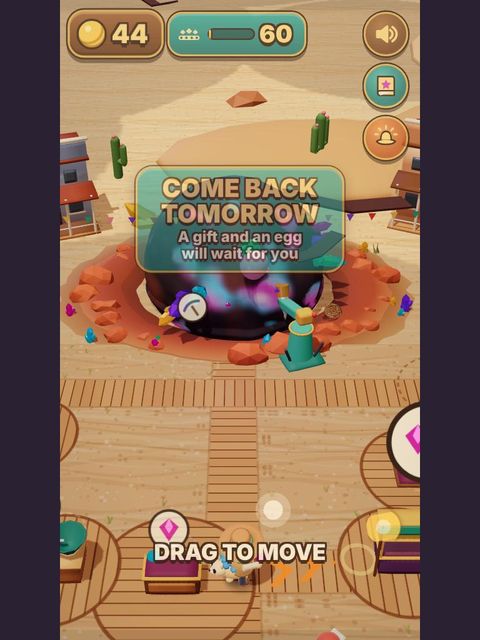 44
60
COME BACK
TOMORROW
A gift and an egg
will wait for you
DRAG TO MOVE